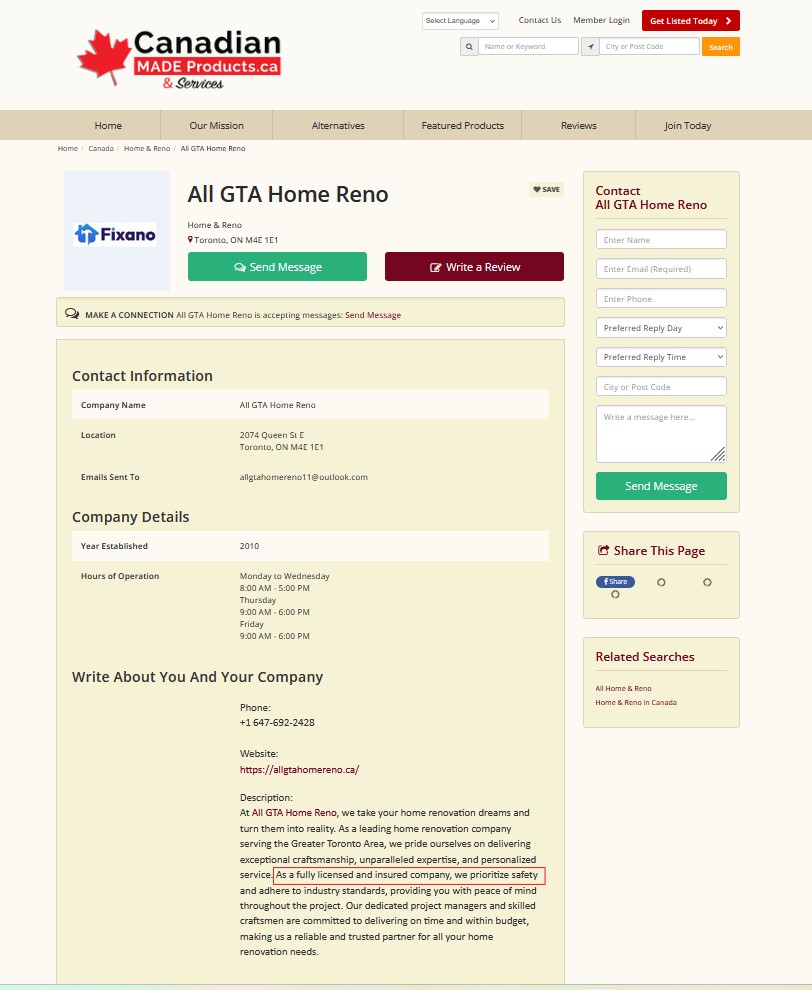 Canadian
MADE Products.ca
& Services
Select Language
Contact Us
Member Login
Get Listed Today
Name or Keyword
City or Post Code
Search
Home
Our Mission
Alternatives
Featured Products
Reviews
Join Today
Home / Canada / Home & Reno / All GTA Home Reno
Fixano
All GTA Home Reno
SAVE
Home & Reno
Toronto, ON M4E 1E1
Send Message
Write a Review
MAKE A CONNECTION All GTA Home Reno is accepting messages: Send Message
Contact Information
Company Name All GTA Home Reno
Location 2074 Queen St E
Toronto, ON M4E 1E1
Emails Sent To allgtahomereno11@outlook.com
Company Details
Year Established 2010
Hours of Operation Monday to Wednesday
8:00 AM - 5:00 PM
Thursday
9:00 AM - 6:00 PM
Friday
9:00 AM - 6:00 PM
Write About You And Your Company
Phone:
+1 647-692-2428
Website:
https://allgtahomereno.ca/
Description:
At All GTA Home Reno, we take your home renovation dreams and
turn them into reality. As a leading home renovation company
serving the Greater Toronto Area, we pride ourselves on delivering
exceptional craftsmanship, unparalleled expertise, and personalized
service. As a fully licensed and insured company, we prioritize safety
and adhere to industry standards, providing you with peace of mind
throughout the project. Our dedicated project managers and skilled
craftsmen are committed to delivering on time and within budget,
making us a reliable and trusted partner for all your home
renovation needs.
Contact
All GTA Home Reno
Enter Name
Enter Email (Required)
Enter Phone
Preferred Reply Day
Preferred Reply Time
City or Post Code
Write a message here...
Send Message
Share This Page
f Share
Related Searches
All Home & Reno
Home & Reno in Canada